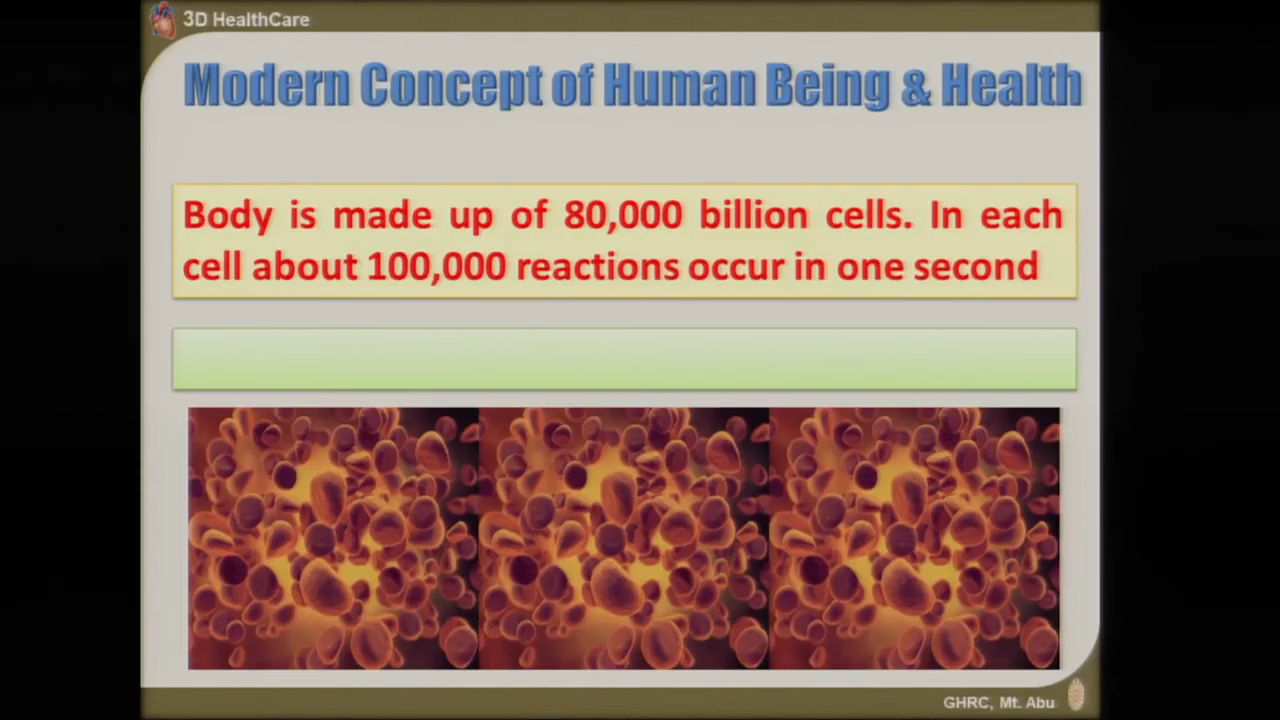 3D HealthCare
Modern Concept of Human Being & Health
Body is made up of 80,000 billion cells. In each
cell about 100,000 reactions occur in one second
GHRC, Mt. Abu